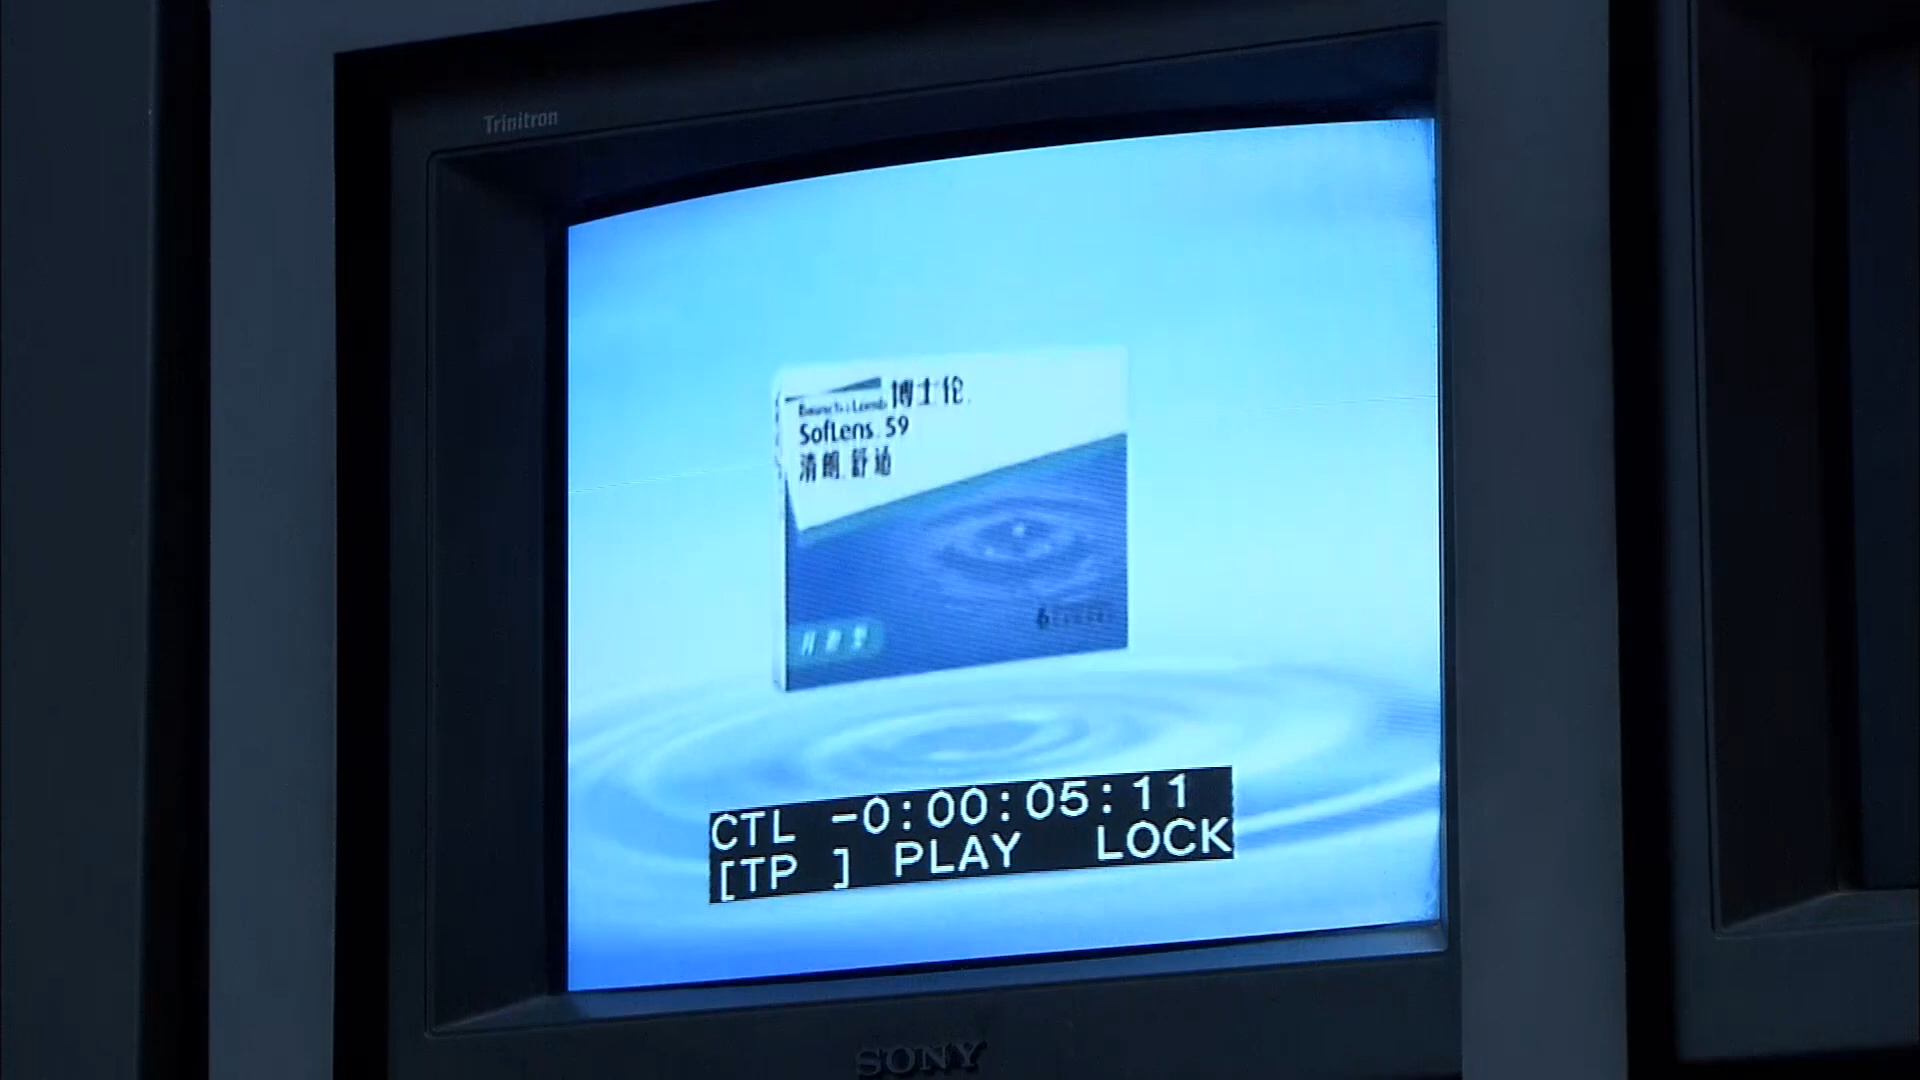 Trinitron
Bausch & Lomb 博士伦
SofLens 59
清朗 舒适
6
CTL -0:00:05:11
[TP ] PLAY LOCK
SONY